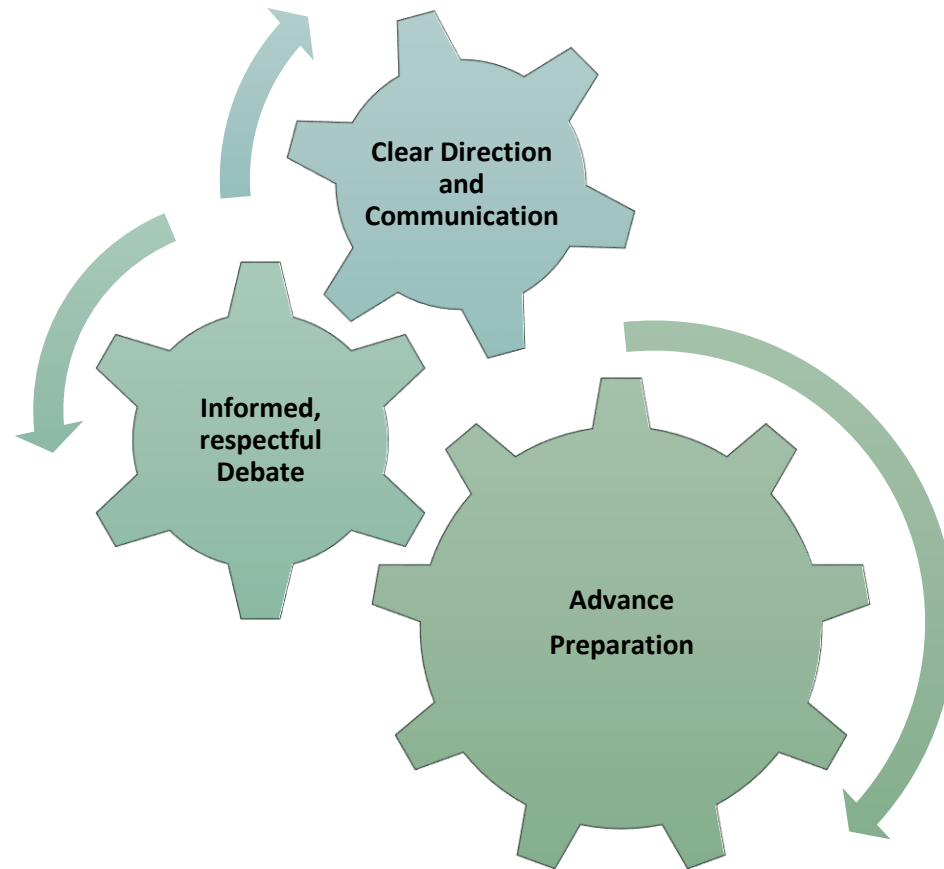 Clear Direction
and
Communication
Informed,
respectful
Debate
Advance
Preparation